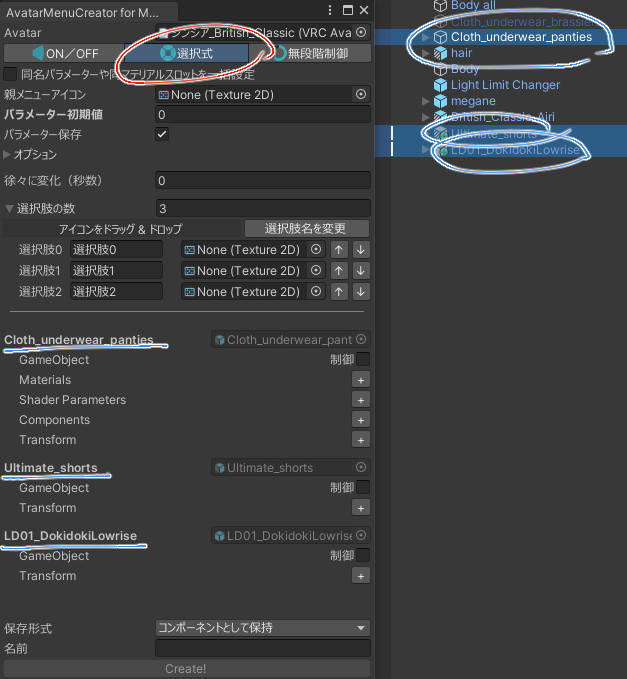 AvatarMenuCreator for M...
Avatar
シンシア_British_Classic (VRC Ava
ON／OFF
選択式
無段階制御
同名パラメーターや同マテリアルスロットを一括設定
親メニューアイコン
None (Texture 2D)
パラメーター初期値
0
パラメーター保存
オプション
徐々に変化（秒数）
0
選択肢の数
3
アイコンをドラッグ & ドロップ
選択肢名を変更
選択肢0
選択肢0
None (Texture 2D)
選択肢1
選択肢1
None (Texture 2D)
選択肢2
選択肢2
None (Texture 2D)
Cloth_underwear_panties
Cloth_underwear_pant
GameObject
制御
Materials
Shader Parameters
Components
Transform
Ultimate_shorts
Ultimate_shorts
GameObject
制御
Transform
LD01_DokidokiLowrise
LD01_DokidokiLowrise
GameObject
制御
Transform
保存形式
コンポーネントとして保持
名前
Create!
Body all
Cloth_underwear_brassie
Cloth_underwear_panties
hair
Body
Light Limit Changer
megane
British_Classic_Airi
Ultimate_shorts
LD01_DokidokiLowrise